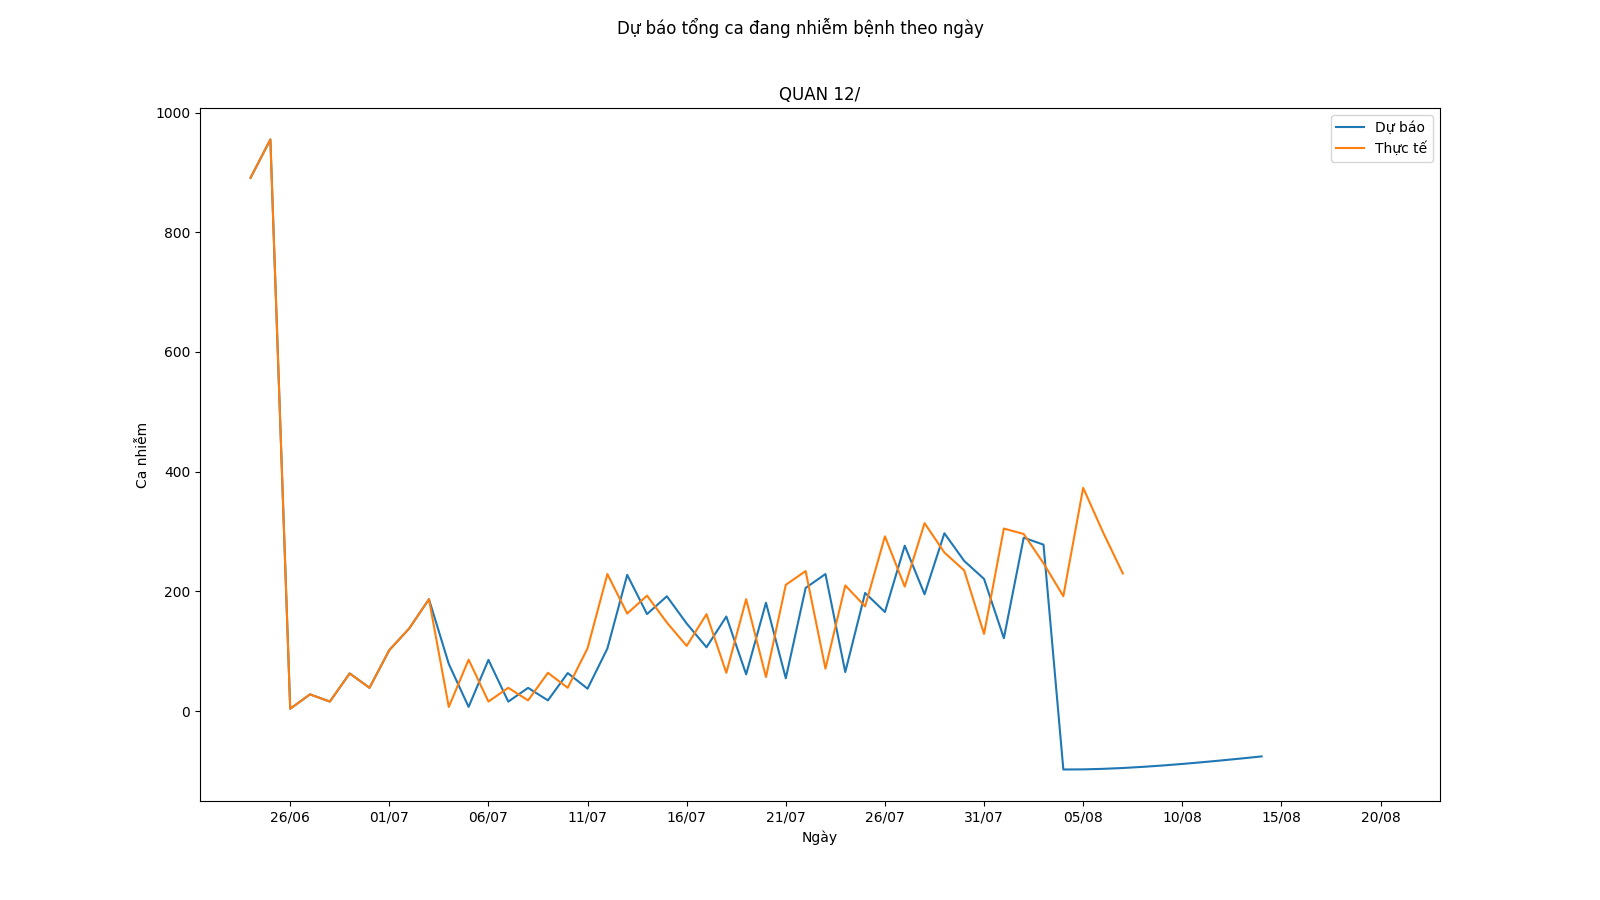 Dự báo tổng ca đang nhiễm bệnh theo ngày
QUAN 12/
1000
800
600
400
200
0
Ca nhiễm
Dự báo
Thực tế
26/06 01/07 06/07 11/07 16/07 21/07 26/07 31/07 05/08 10/08 15/08 20/08
Ngày